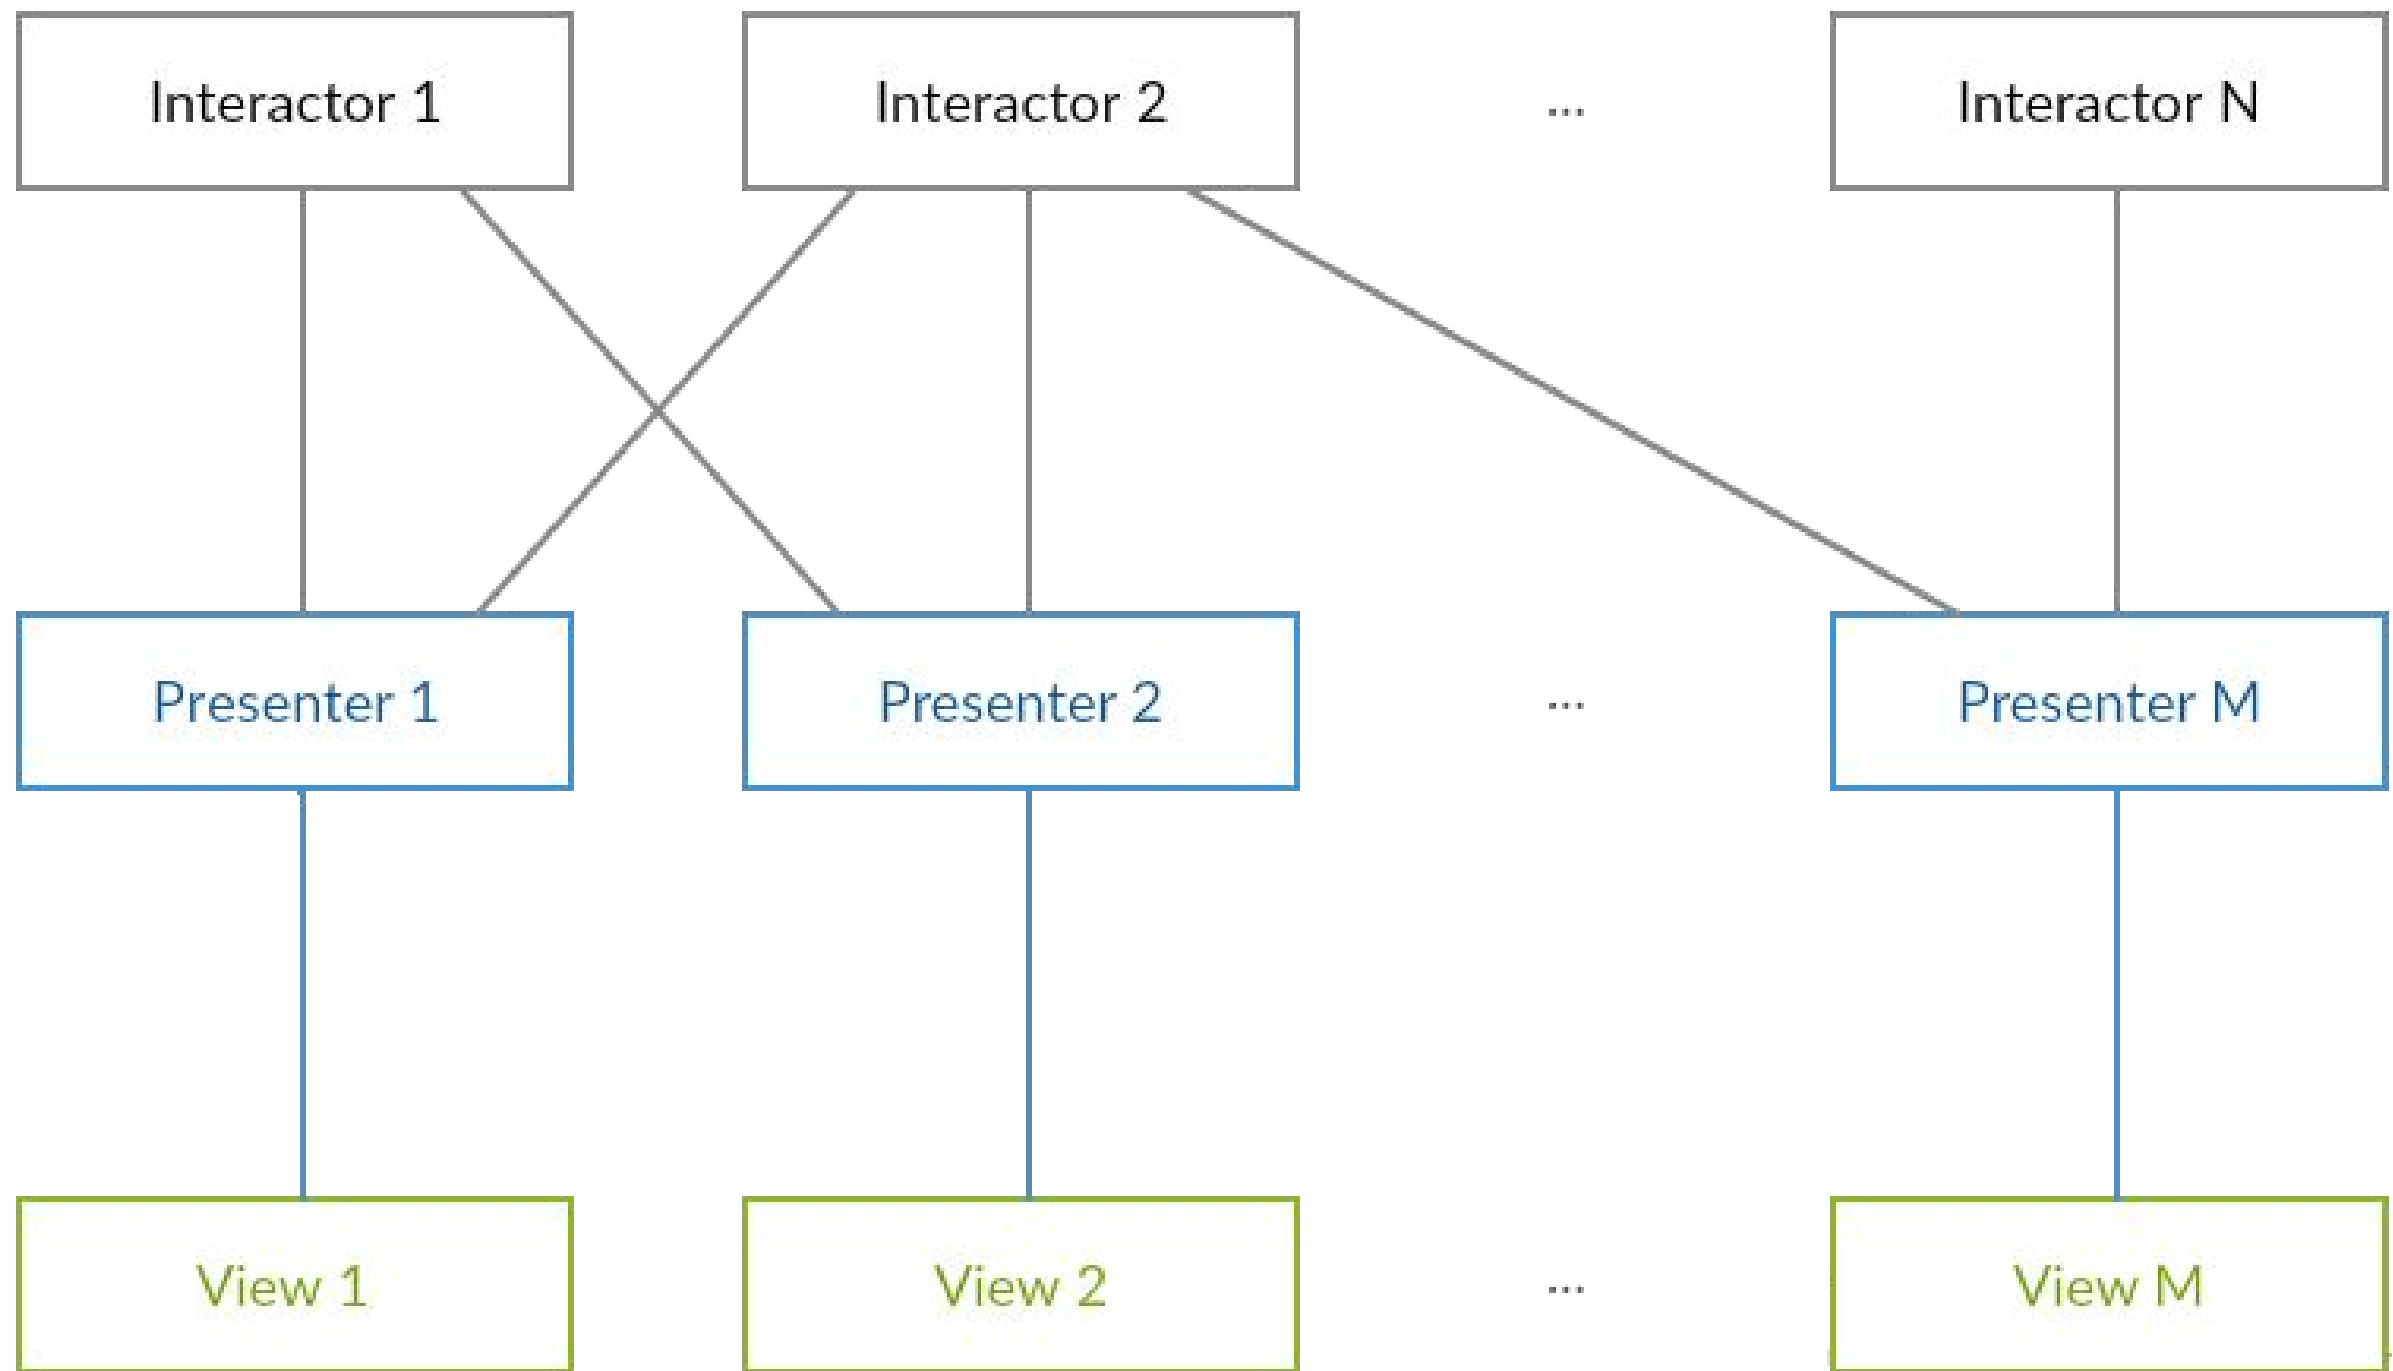 Interactor 1
Interactor 2
...
Interactor N
Presenter 1
Presenter 2
...
Presenter M
View 1
View 2
...
View M